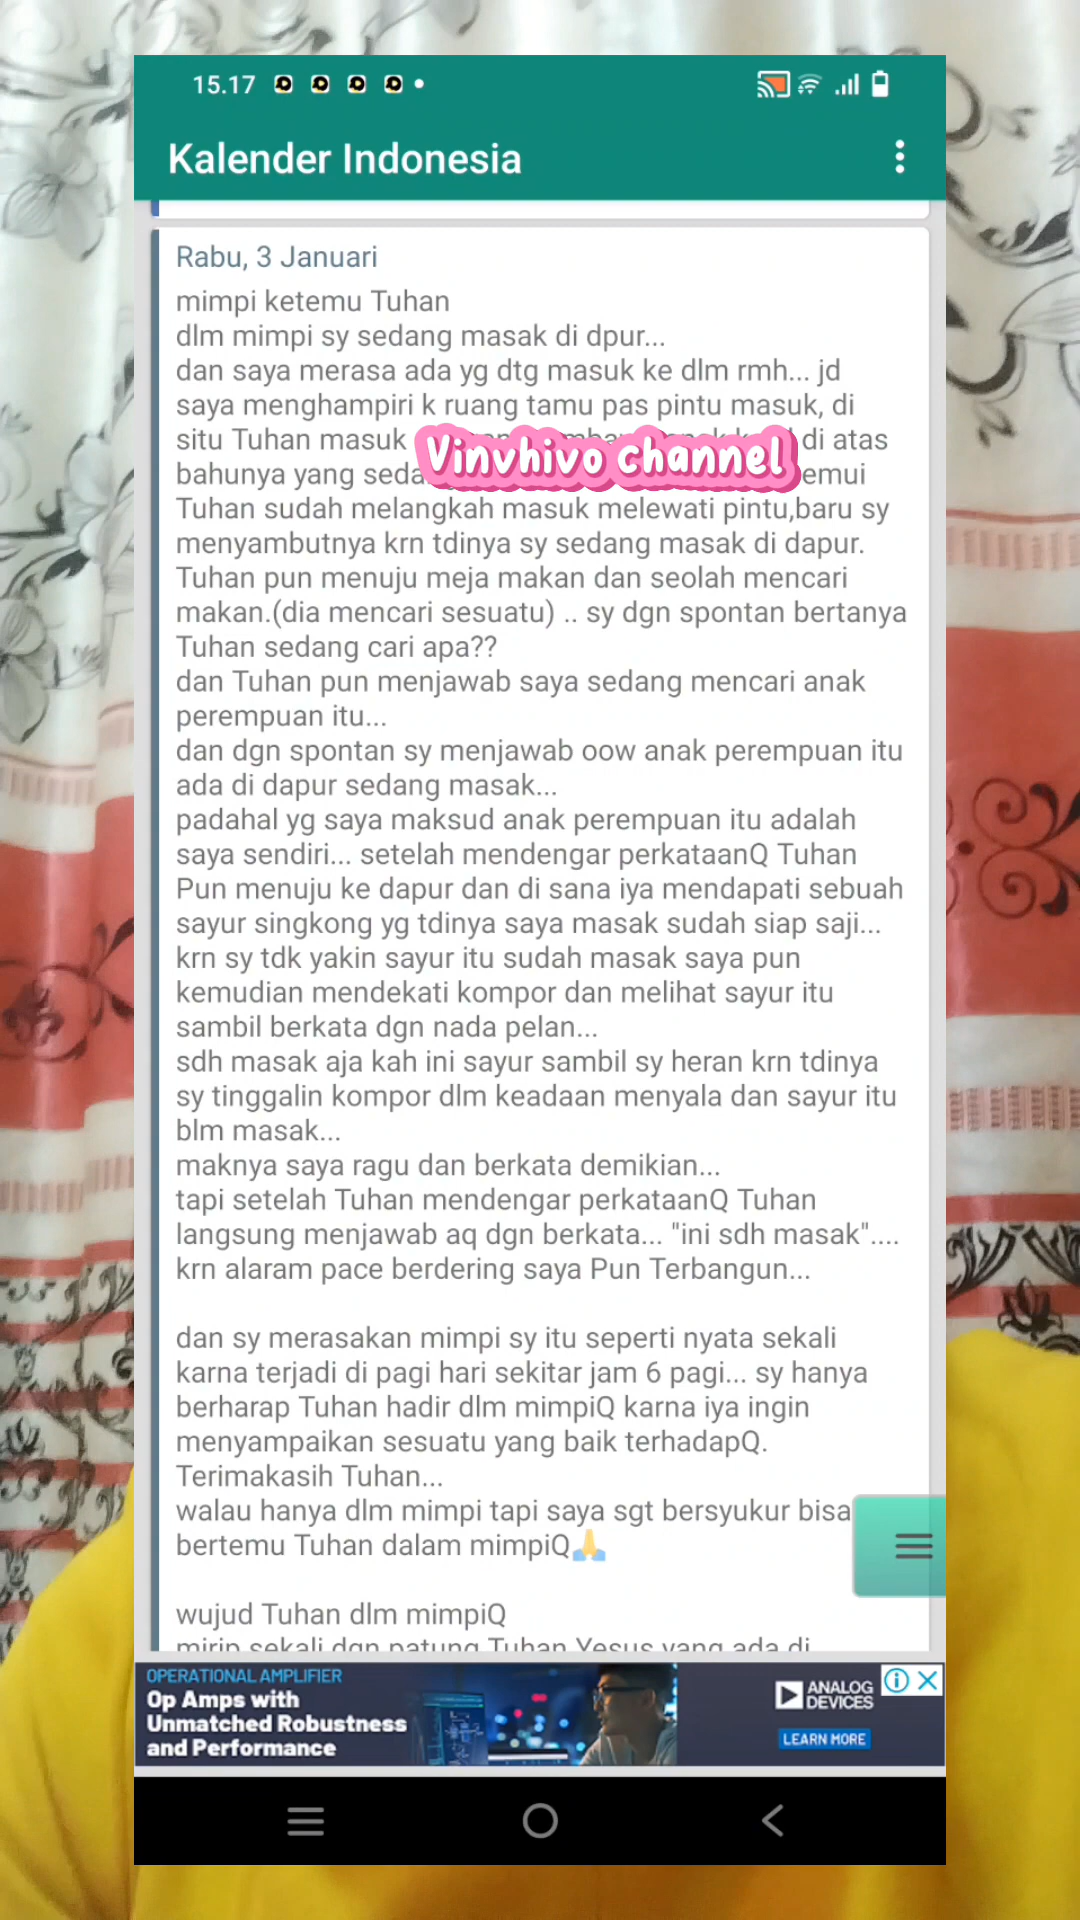 15.17
Kalender Indonesia
Rabu, 3 Januari
mimpi ketemu Tuhan
dlm mimpi sy sedang masak di dpur...
dan saya merasa ada yg dtg masuk ke dlm rmh... jd
saya menghampiri k ruang tamu pas pintu masuk, di
situ Tuhan masuk di atas
bahunya yang
Vinvhivo channel
Tuhan sudah melangkah masuk melewati pintu,baru sy
menyambutnya krn tdinya sy sedang masak di dapur.
Tuhan pun menuju meja makan dan seolah mencari
makan.(dia mencari sesuatu) .. sy dgn spontan bertanya
Tuhan sedang cari apa??
dan Tuhan pun menjawab saya sedang mencari anak
perempuan itu...
dan dgn spontan sy menjawab oow anak perempuan itu
ada di dapur sedang masak...
padahal yg saya maksud anak perempuan itu adalah
saya sendiri... setelah mendengar perkataanQ Tuhan
Pun menuju ke dapur dan di sana iya mendapati sebuah
sayur singkong yg tdinya saya masak sudah siap saji...
krn sy tdk yakin sayur itu sudah masak saya pun
kemudian mendekati kompor dan melihat sayur itu
sambil berkata dgn nada pelan...
sdh masak aja kah ini sayur sambil sy heran krn tdinya
sy tinggalin kompor dlm keadaan menyala dan sayur itu
blm masak...
maknya saya ragu dan berkata demikian...
tapi setelah Tuhan mendengar perkataanQ Tuhan
langsung menjawab aq dgn berkata... "ini sdh masak"....
krn alaram pace berdering saya Pun Terbangun...
dan sy merasakan mimpi sy itu seperti nyata sekali
karna terjadi di pagi hari sekitar jam 6 pagi... sy hanya
berharap Tuhan hadir dlm mimpiQ karna iya ingin
menyampaikan sesuatu yang baik terhadapQ.
Terimakasih Tuhan...
walau hanya dlm mimpi tapi saya sgt bersyukur bisa
bertemu Tuhan dalam mimpiQ🙏
wujud Tuhan dlm mimpiQ
mirip sekali dgn patung Tuhan Yesus yang ada di
OPERATIONAL AMPLIFIER
Op Amps with
Unmatched Robustness
and Performance
ANALOG
DEVICES
LEARN MORE